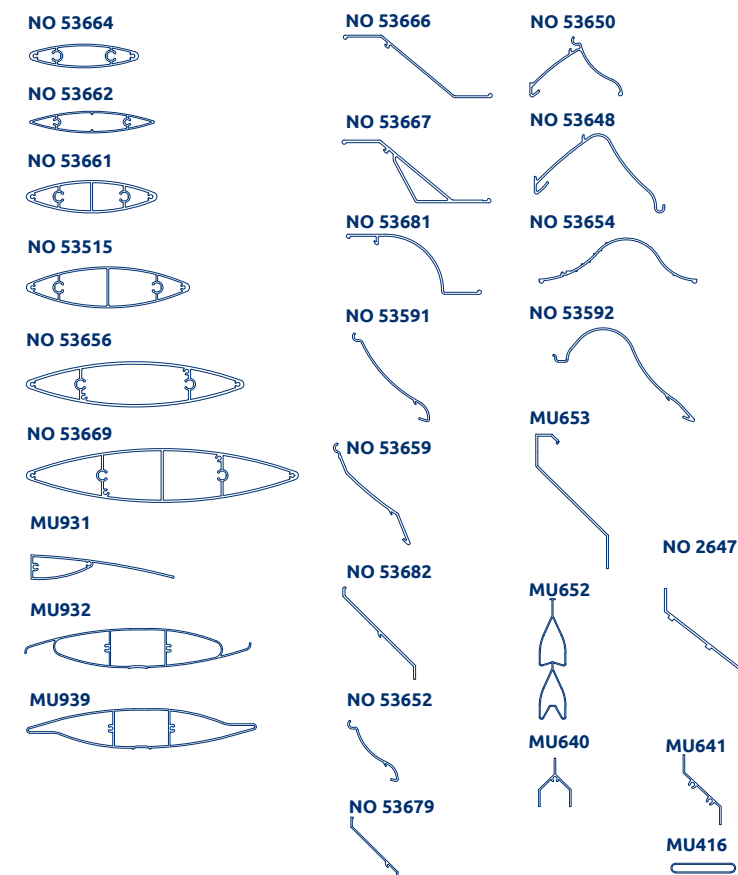 NO 53664
NO 53662
NO 53661
NO 53515
NO 53656
NO 53669
MU931
MU932
MU939
NO 53666
NO 53667
NO 53681
NO 53591
NO 53659
NO 53682
NO 53652
NO 53679
NO 53650
NO 53648
NO 53654
NO 53592
MU653
MU652
MU640
NO 2647
MU641
MU416